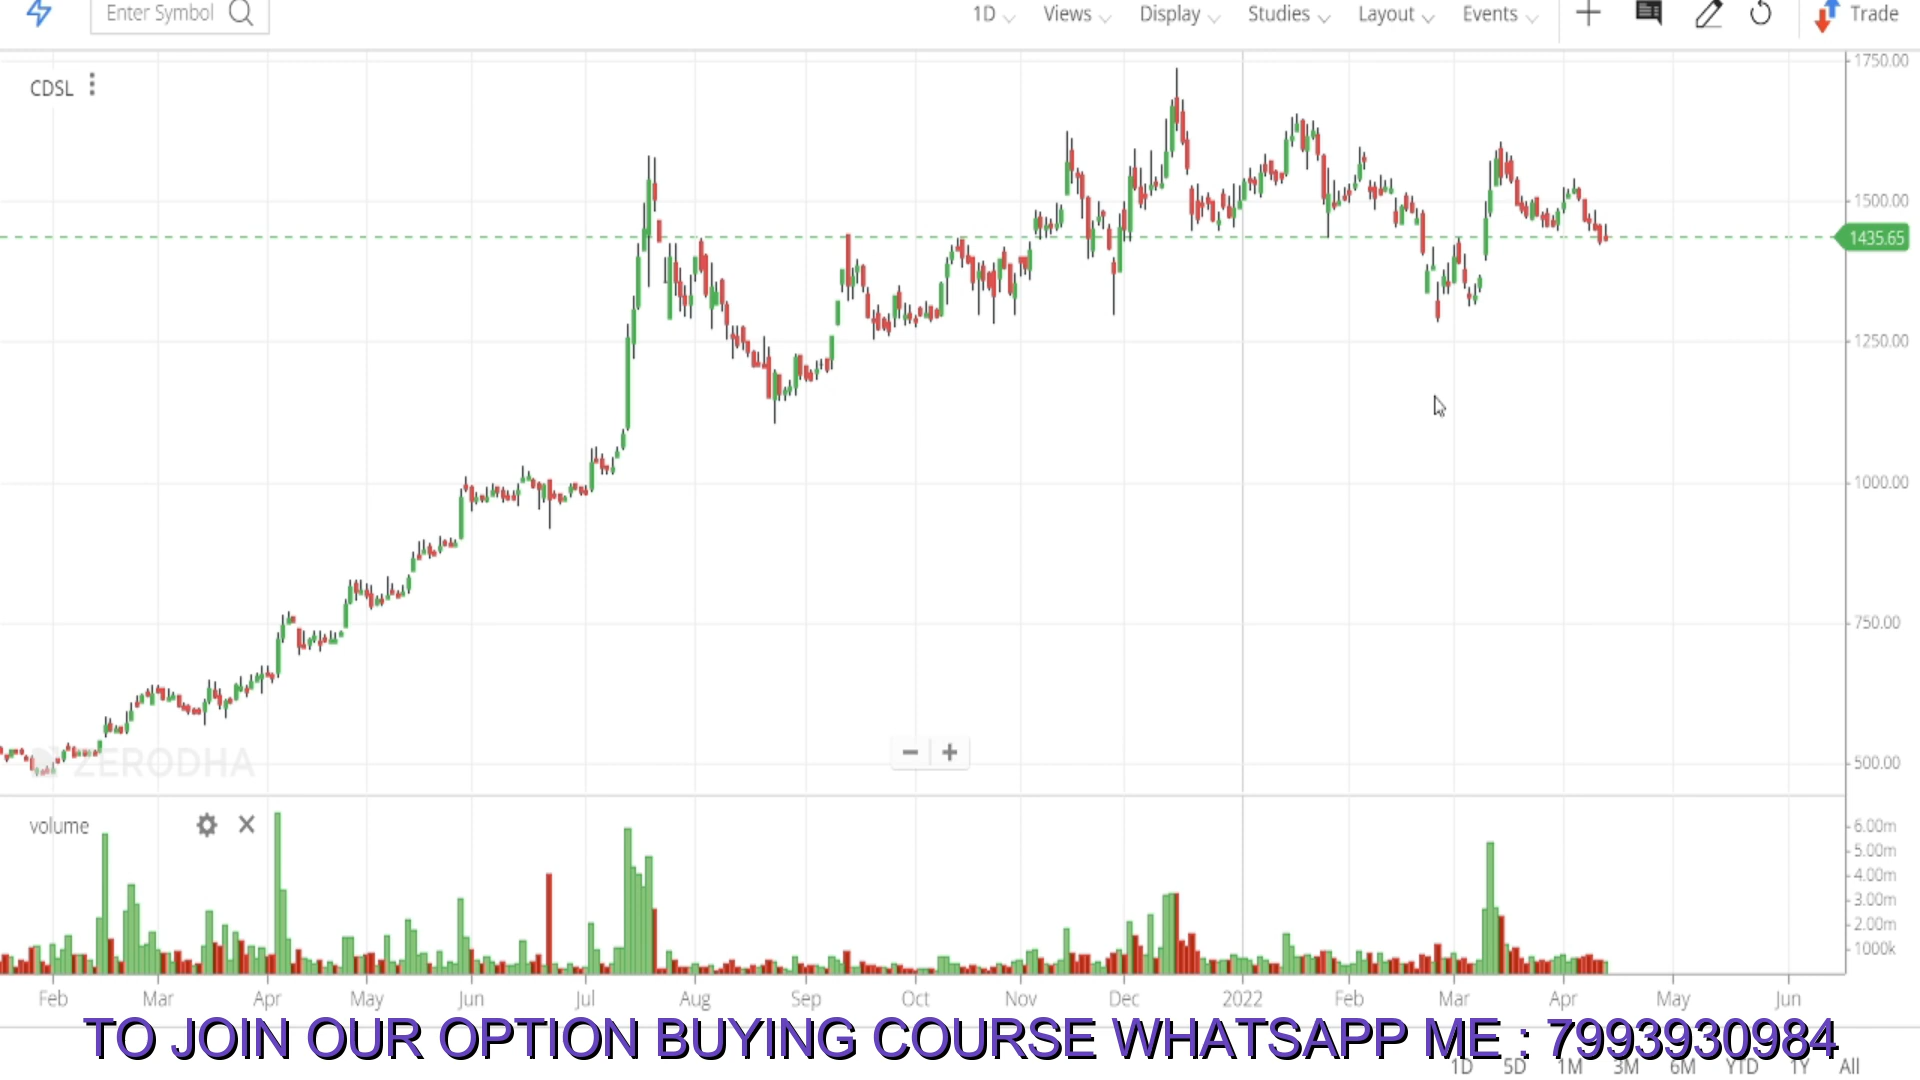 Enter Symbol 1D Views Display Studies Layout Events Trade
1750.00
CDSL
1500.00
1435.65
1250.00
1000.00
750.00
ZERODHA
500.00
volume
6.00m
5.00m
4.00m
3.00m
2.00m
1000k
Feb Mar Apr May Jun Jul Aug Sep Oct Nov Dec 2022 Feb Mar Apr May Jun
TO JOIN OUR OPTION BUYING COURSE WHATSAPP ME : 7993930984
1D 5D 1M 3M 6M YTD 1Y All